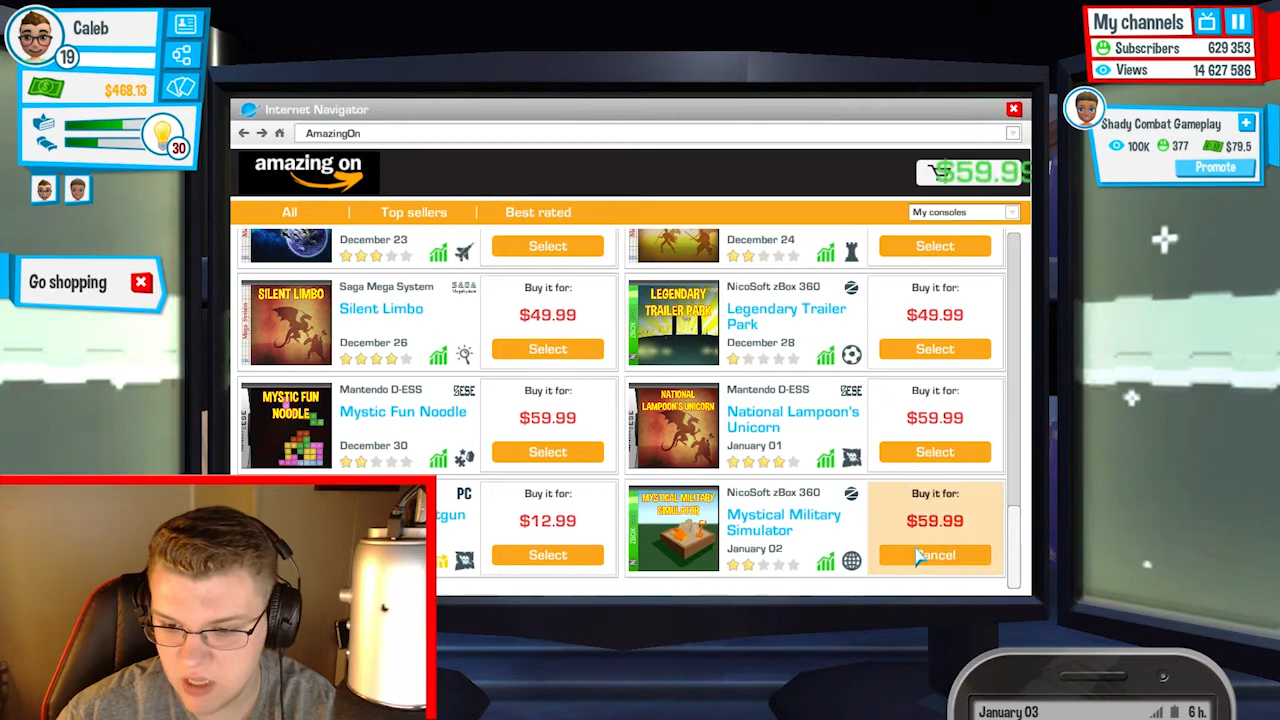 Caleb
19
$468.13
30
Go shopping
My channels
Subscribers 629 353
Views 14 627 586
Shady Combat Gameplay
100K 377 $79.5
Promote
Internet Navigator
AmazingOn
amazing on
$59.99
All | Top sellers | Best rated
My consoles
December 23
Select
December 24
Select
SILENT LIMBO
Saga Mega System
SAGA
Silent Limbo
December 26
Buy it for:
$49.99
Select
LEGENDARY TRAILER PARK
ZBOX
NicoSoft zBox 360
Legendary Trailer
Park
December 28
Buy it for:
$49.99
Select
MYSTIC FUN
NOODLE
Mantendo D-ESS
Mystic Fun Noodle
December 30
Buy it for:
$59.99
Select
NATIONAL
LAMPOON'S
UNICORN
Mantendo D-ESS
National Lampoon's
Unicorn
January 01
Buy it for:
$59.99
Select
PC
tgun
Buy it for:
$12.99
Select
MYSTICAL MILITARY
SIMULATOR
ZBOX
NicoSoft zBox 360
Mystical Military
Simulator
January 02
Buy it for:
$59.99
Cancel
January 03 6 h.